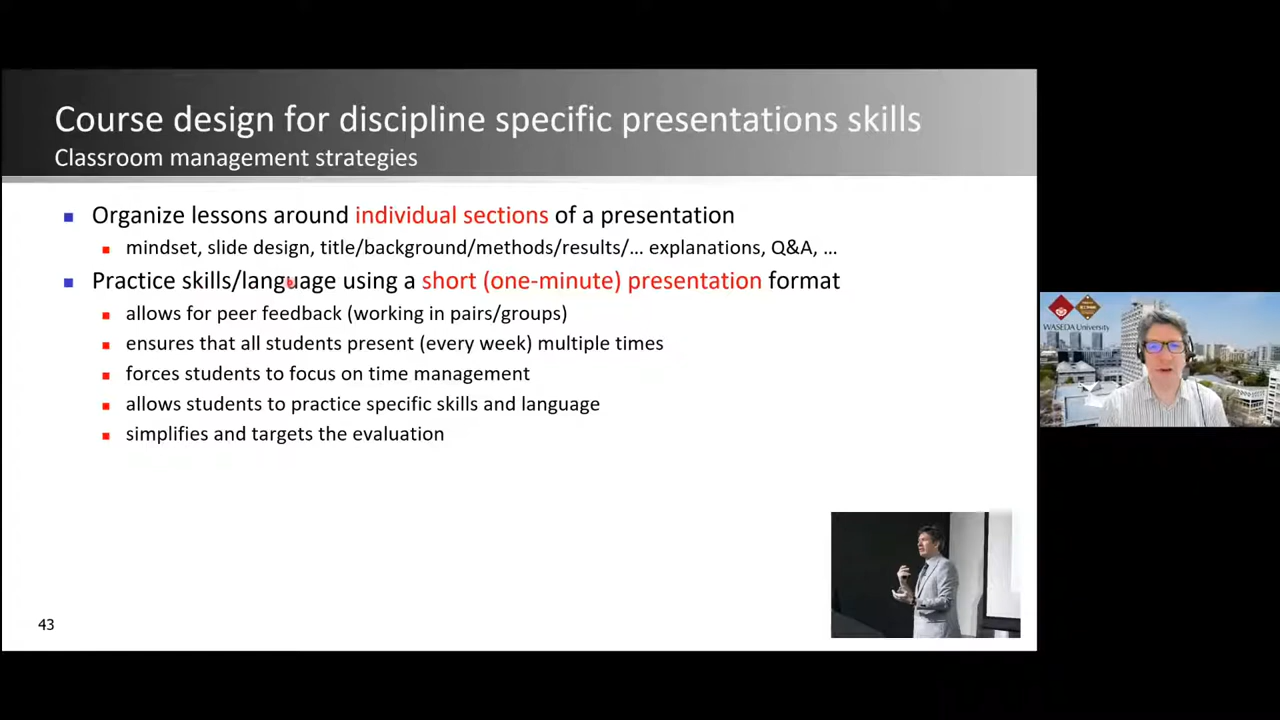 Course design for discipline specific presentations skills
Classroom management strategies
Organize lessons around individual sections of a presentation
mindset, slide design, title/background/methods/results/... explanations, Q&A, ...
Practice skills/language using a short (one-minute) presentation format
allows for peer feedback (working in pairs/groups)
ensures that all students present (every week) multiple times
forces students to focus on time management
allows students to practice specific skills and language
simplifies and targets the evaluation
43
WASEDA University